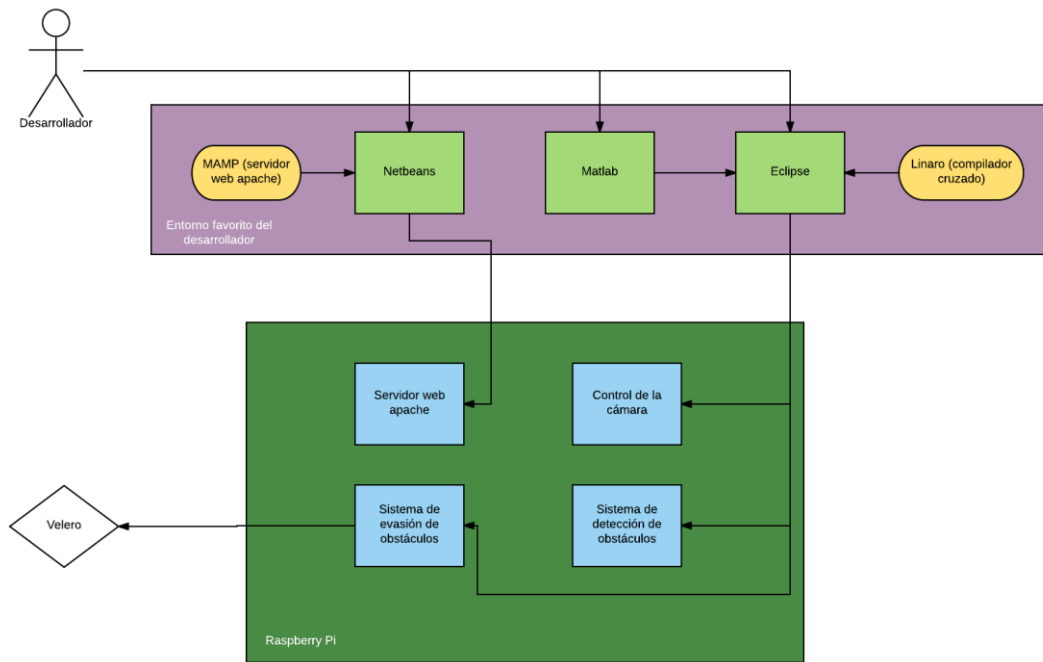 Desarrollador
MAMP (servidor
web apache)
Netbeans
Matlab
Eclipse
Linaro (compilador
cruzado)
Entorno favorito del
desarrollador
Servidor web
apache
Control de la
cámara
Velero
Sistema de
evasión de
obstáculos
Sistema de
detección de
obstáculos
Raspberry Pi